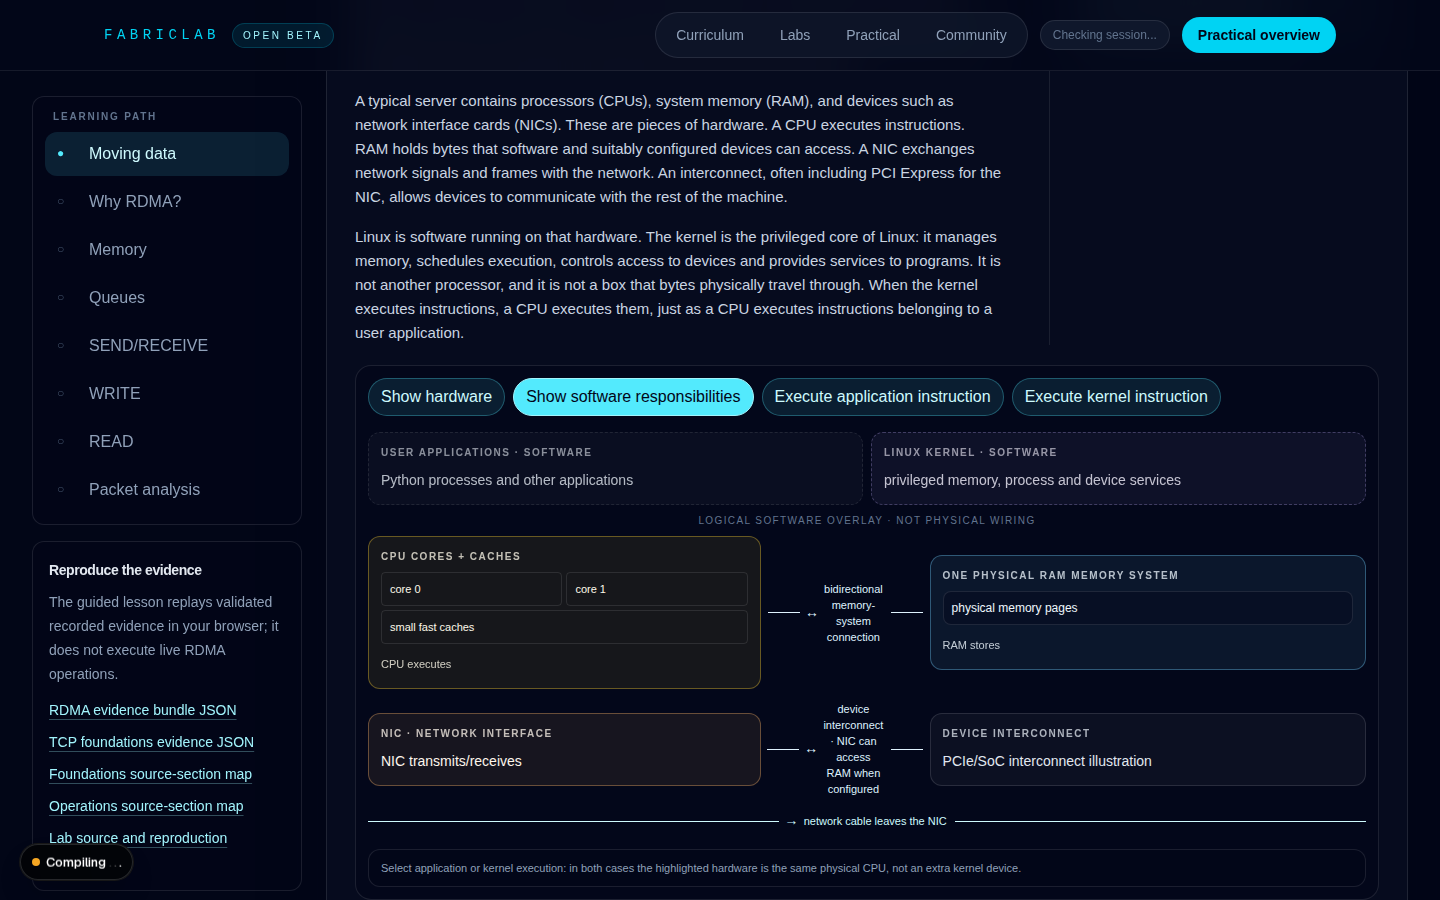 FABRICLAB
OPEN BETA
Curriculum
Labs
Practical
Community
Checking session...
Practical overview
LEARNING PATH
Moving data
Why RDMA?
Memory
Queues
SEND/RECEIVE
WRITE
READ
Packet analysis
Reproduce the evidence
The guided lesson replays validated
recorded evidence in your browser; it
does not execute live RDMA
operations.
RDMA evidence bundle JSON
TCP foundations evidence JSON
Foundations source-section map
Operations source-section map
Lab source and reproduction
Compiling...
A typical server contains processors (CPUs), system memory (RAM), and devices such as
network interface cards (NICs). These are pieces of hardware. A CPU executes instructions.
RAM holds bytes that software and suitably configured devices can access. A NIC exchanges
network signals and frames with the network. An interconnect, often including PCI Express for the
NIC, allows devices to communicate with the rest of the machine.
Linux is software running on that hardware. The kernel is the privileged core of Linux: it manages
memory, schedules execution, controls access to devices and provides services to programs. It is
not another processor, and it is not a box that bytes physically travel through. When the kernel
executes instructions, a CPU executes them, just as a CPU executes instructions belonging to a
user application.
Show hardware
Show software responsibilities
Execute application instruction
Execute kernel instruction
USER APPLICATIONS · SOFTWARE
Python processes and other applications
LINUX KERNEL · SOFTWARE
privileged memory, process and device services
LOGICAL SOFTWARE OVERLAY · NOT PHYSICAL WIRING
CPU CORES + CACHES
core 0
core 1
small fast caches
CPU executes
↔
bidirectional
memory-
system
connection
ONE PHYSICAL RAM MEMORY SYSTEM
physical memory pages
RAM stores
NIC · NETWORK INTERFACE
NIC transmits/receives
↔
device
interconnect
· NIC can
access
RAM when
configured
DEVICE INTERCONNECT
PCIe/SoC interconnect illustration
→ network cable leaves the NIC
Select application or kernel execution: in both cases the highlighted hardware is the same physical CPU, not an extra kernel device.